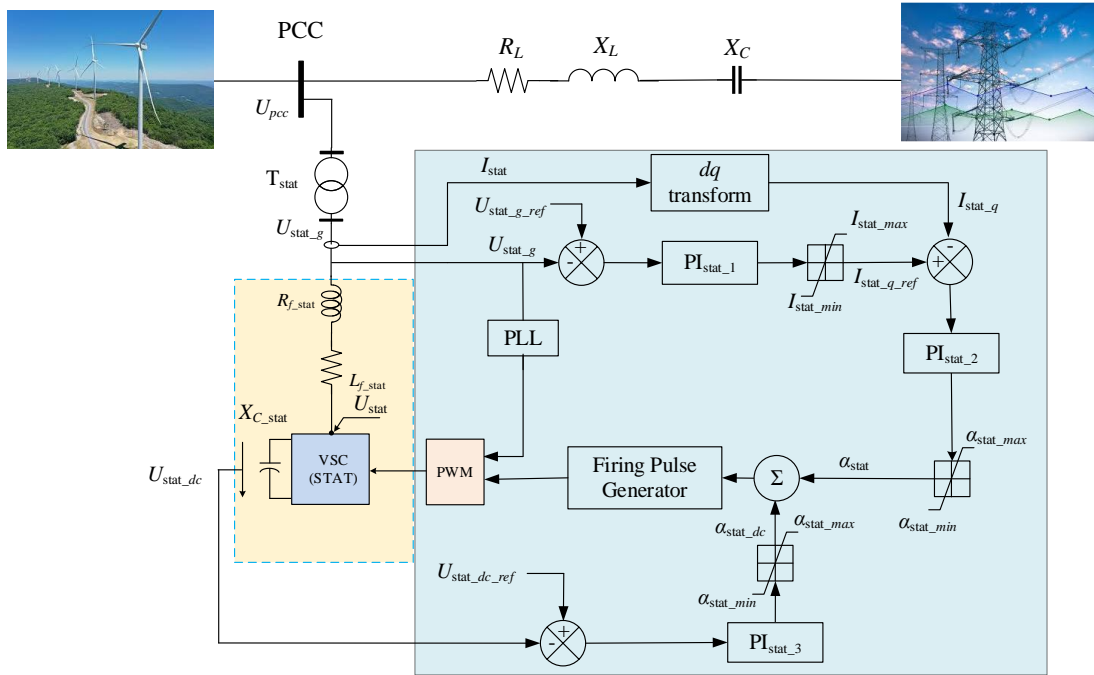 PCC
R_L
X_L
X_C
U_pcc
T_stat
I_stat
dq
transform
I_stat_q
U_stat_g
U_stat_g_ref
U_stat_g
PI_stat_1
I_stat_max
I_stat_min
I_stat_q_ref
- +
+ -
R_f_stat
PLL
PI_stat_2
L_f_stat
U_stat
X_C_stat
VSC
(STAT)
PWM
Firing Pulse
Generator
Σ
α_stat
α_stat_max
α_stat_min
U_stat_dc
α_stat_dc
α_stat_max
α_stat_min
U_stat_dc_ref
- +
PI_stat_3